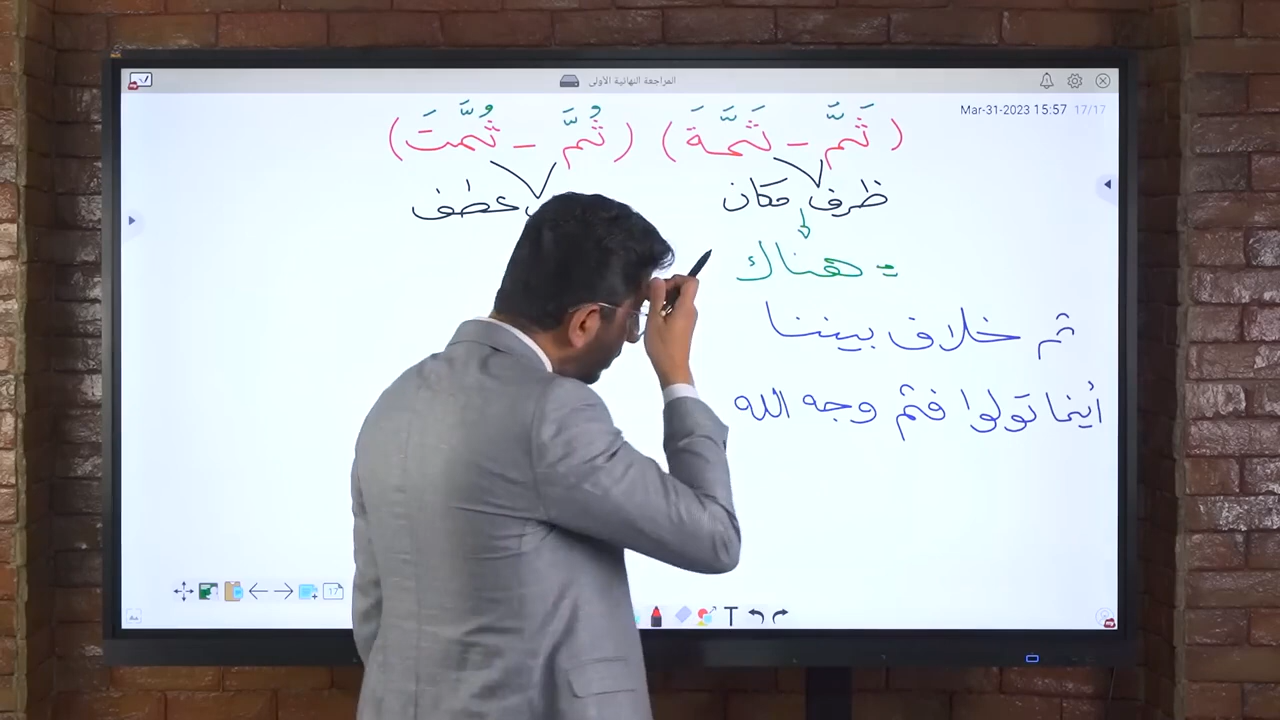 المراجعة النهائية الأولى
Mar-31-2023 15:57 17/17
(ثَمَّ - ثَمَّةَ) (ثُمَّ - ثُمَّتَ)
ظرف مكان
عطف
= هناك
ثم خلاف بيننا
أينما تولوا فثم وجه الله
17
T